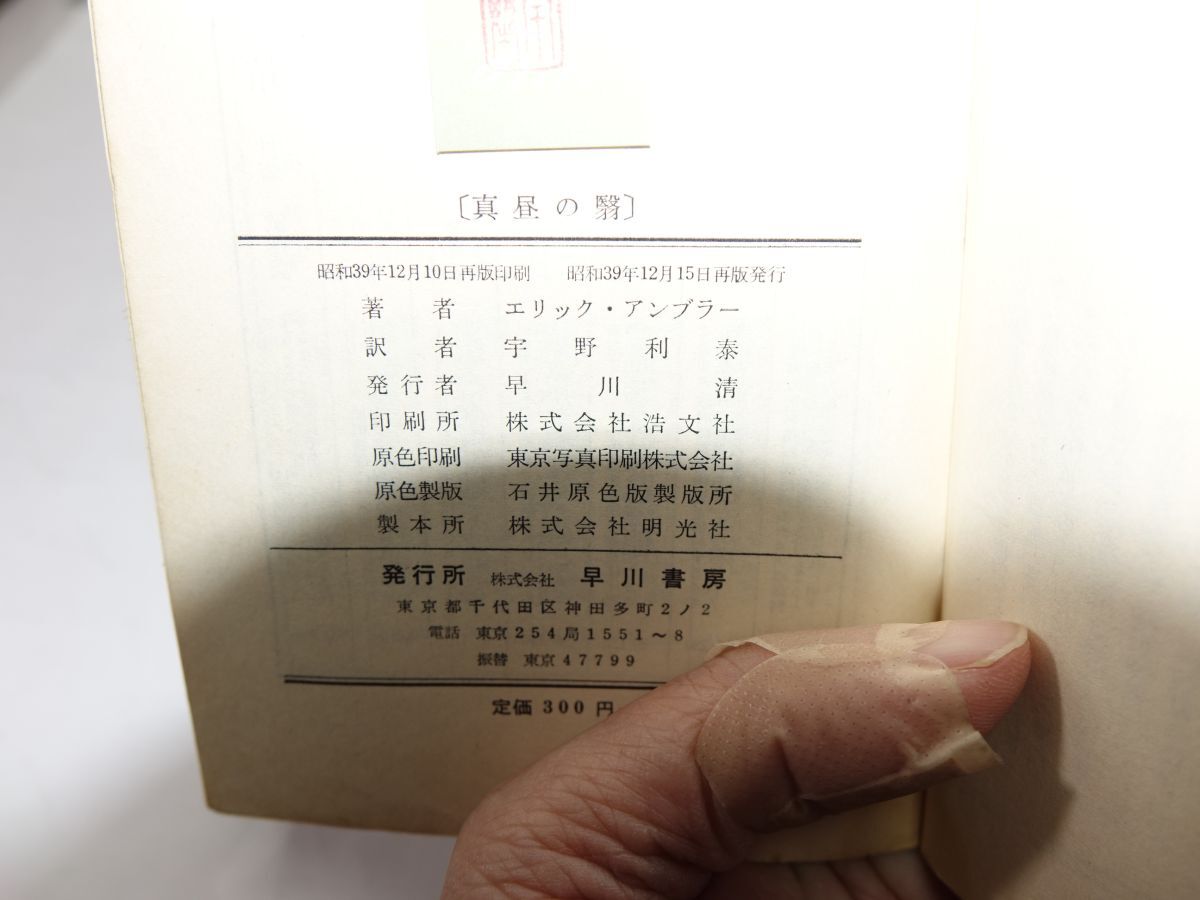 〔真昼の翳〕
昭和39年12月10日再版印刷 昭和39年12月15日再版発行
著者 エリック・アンブラー
訳者 宇野利泰
発行者 早川清
印刷所 株式会社浩文社
原色印刷 東京写真印刷株式会社
原色製版 石井原色版製版所
製本所 株式会社明光社
発行所 株式会社 早川書房
東京都千代田区神田多町2ノ2
電話 東京254局1551〜8
振替 東京47799
定価300円